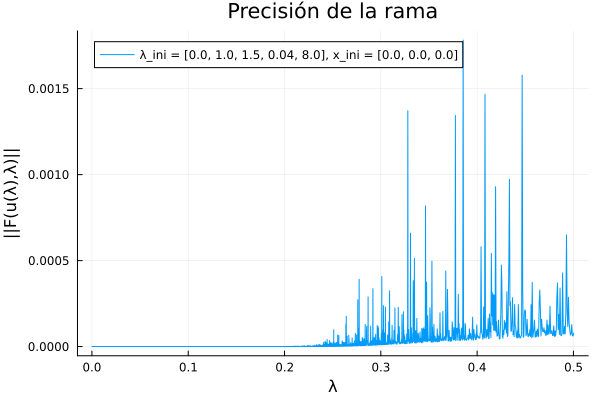 Precisión de la rama
λ_ini = [0.0, 1.0, 1.5, 0.04, 8.0], x_ini = [0.0, 0.0, 0.0]
||F(u(λ),λ)||
0.0015
0.0010
0.0005
0.0000
0.0 0.1 0.2 0.3 0.4 0.5
λ